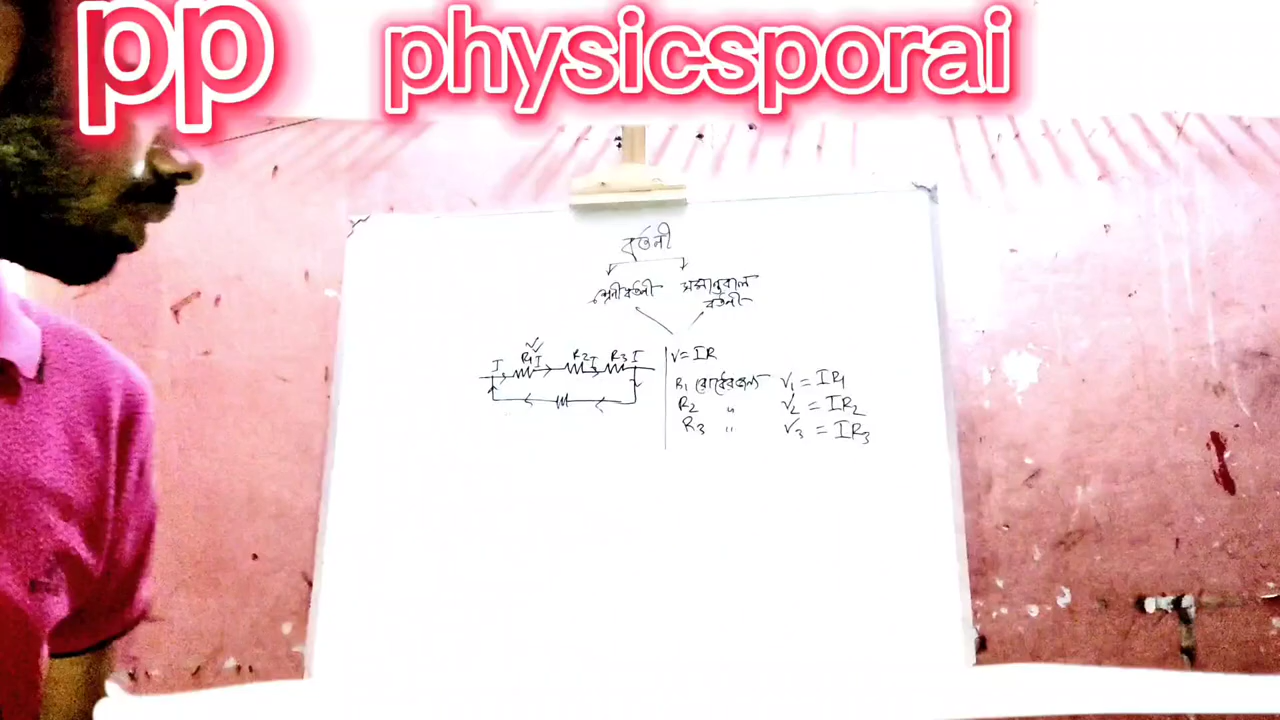 pp physicsporai
বর্তনী
শ্রেনীবর্তনী সমান্তরাল
বর্তনী
I R₁ I R₂ I R₃ I
V = IR
R₁ রোধের জন্য V₁ = IR₁
R₂ " V₂ = IR₂
R₃ " V₃ = IR₃